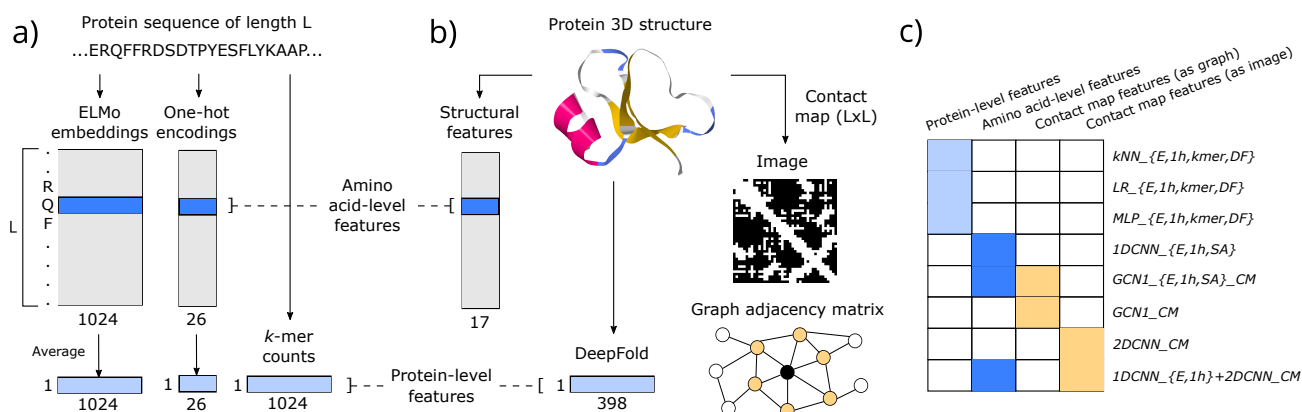 a)
Protein sequence of length L
...ERQFFRDSDTPYESFLYKAAP...
ELMo
embeddings
One-hot
encodings
.
.
R
Q
F
.
.
.
.
L
1024
26
Average
k-mer
counts
1
1024
1
26
1
1024
Amino
acid-level
features
Protein-level
features
b)
Protein 3D structure
Structural
features
17
Contact
map (LxL)
Image
Graph adjacency matrix
DeepFold
1
398
c)
Protein-level features
Amino acid-level features
Contact map features (as graph)
Contact map features (as image)
kNN_{E,1h,kmer,DF}
LR_{E,1h,kmer,DF}
MLP_{E,1h,kmer,DF}
1DCNN_{E,1h,SA}
GCN1_{E,1h,SA}_CM
GCN1_CM
2DCNN_CM
1DCNN_{E,1h}+2DCNN_CM